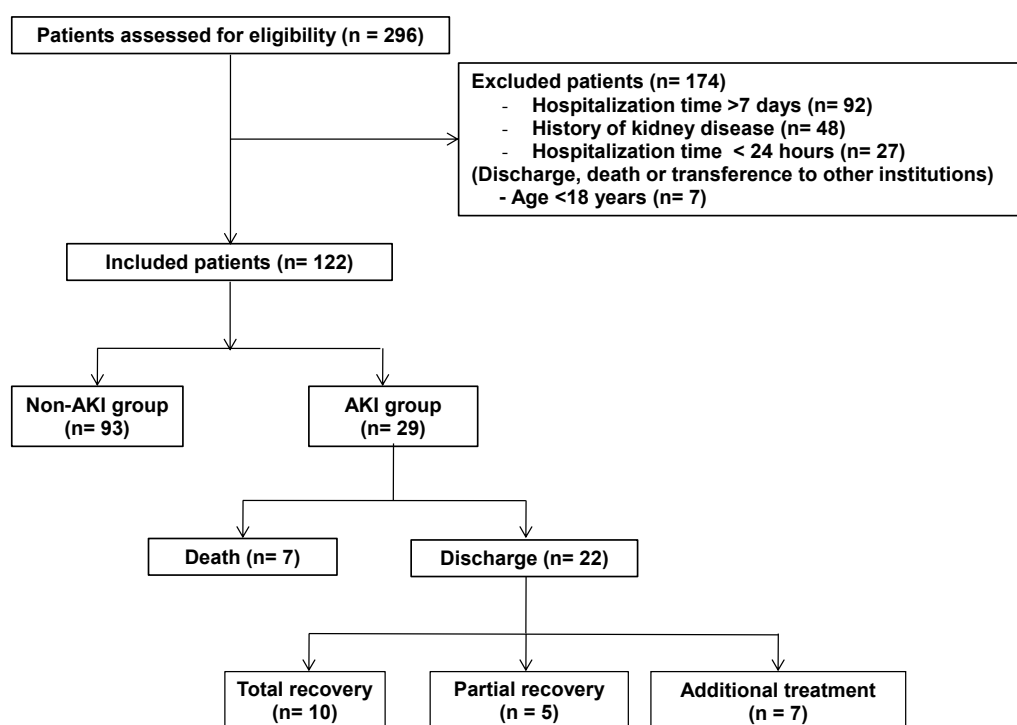 Patients assessed for eligibility (n = 296)
Excluded patients (n= 174)
- Hospitalization time >7 days (n= 92)
- History of kidney disease (n= 48)
- Hospitalization time < 24 hours (n= 27)
(Discharge, death or transference to other institutions)
- Age <18 years (n= 7)
Included patients (n= 122)
Non-AKI group
(n= 93)
AKI group
(n= 29)
Death (n= 7)
Discharge (n= 22)
Total recovery
(n= 10)
Partial recovery
(n = 5)
Additional treatment
(n = 7)